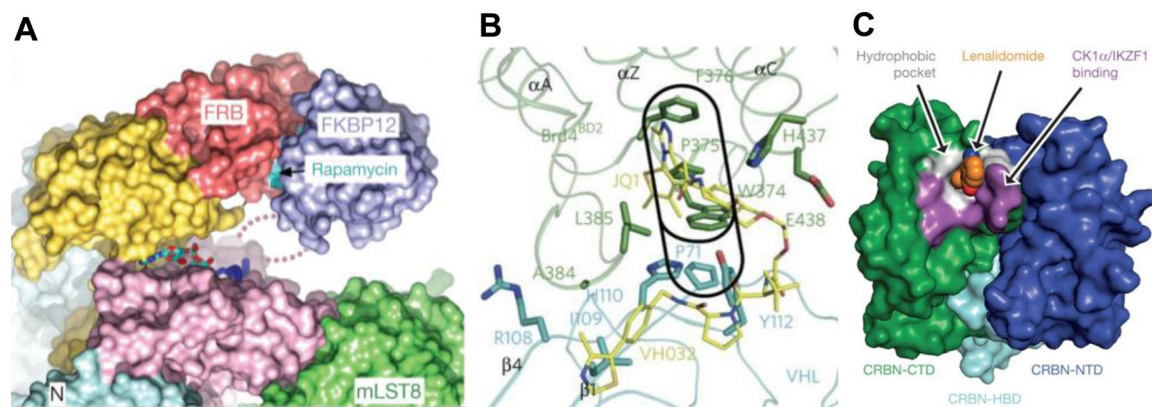 A
FRB
FKBP12
Rapamycin
N
mLST8
B
αA
αZ
αC
F376
Brd4BD2
H437
P375
JQ1
W374
L385
E438
A384
P71
H110
R108
I109
Y112
β4
VH032
β1
VHL
C
Hydrophobic
pocket
Lenalidomide
CK1α/IKZF1
binding
CRBN-CTD
CRBN-NTD
CRBN-HBD